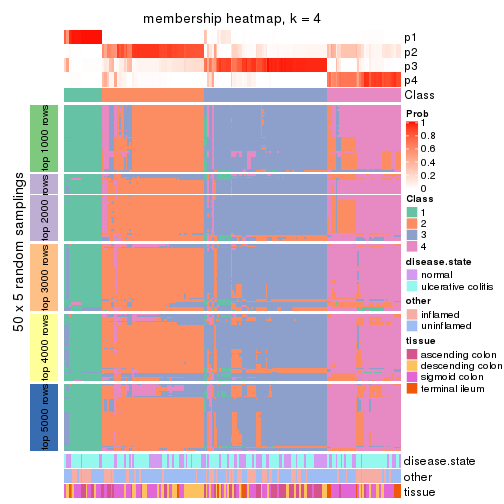 membership heatmap, k = 4
p1
p2
p3
p4
Class
50 x 5 random samplings
top 1000 rows
top 2000 rows
top 3000 rows
top 4000 rows
top 5000 rows
disease.state
other
tissue
Prob
1
0.8
0.6
0.4
0.2
0
Class
1
2
3
4
disease.state
normal
ulcerative colitis
other
inflamed
uninflamed
tissue
ascending colon
descending colon
sigmoid colon
terminal ileum